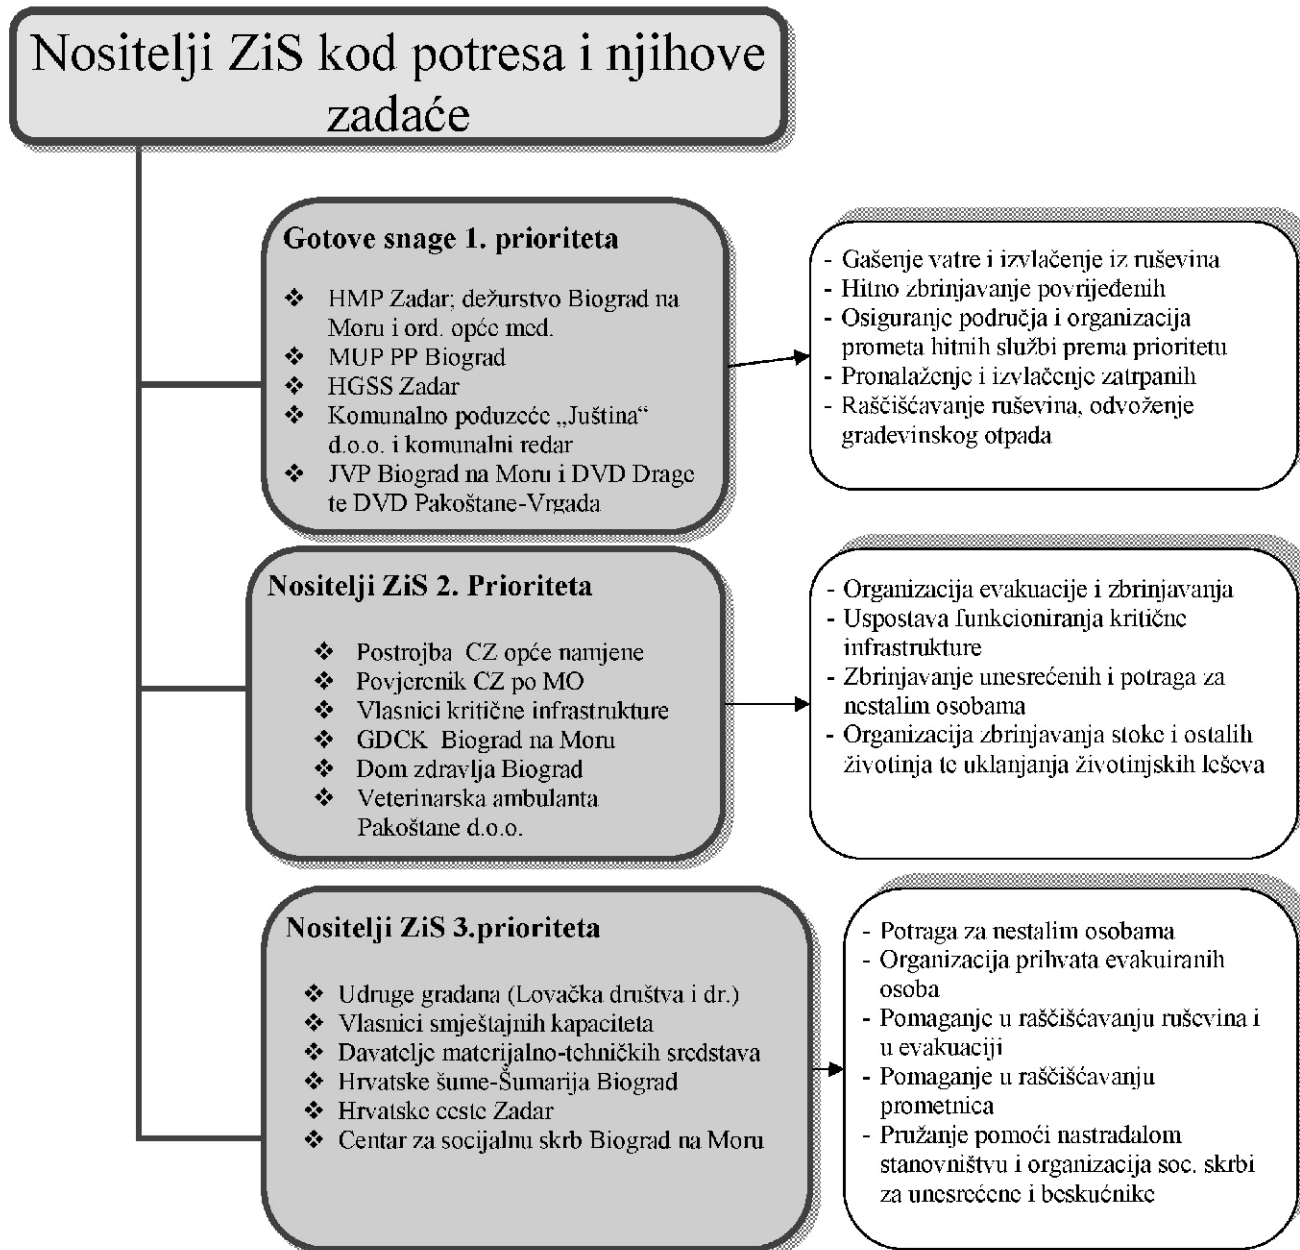 Nositelji ZiS kod potresa i njihove
zadaće
Gotove snage 1. prioriteta
❖ HMP Zadar; dežurstvo Biograd na
Moru i ord. opće med.
❖ MUP PP Biograd
❖ HGSS Zadar
❖ Komunalno poduzeće „Juština“
d.o.o. i komunalni redar
❖ JVP Biograd na Moru i DVD Drage
te DVD Pakoštane-Vrgada
- Gašenje vatre i izvlačenje iz ruševina
- Hitno zbrinjavanje povrijeđenih
- Osiguranje područja i organizacija
prometa hitnih službi prema prioritetu
- Pronalaženje i izvlačenje zatrpanih
- Raščišćavanje ruševina, odvoženje
građevinskog otpada
Nositelji ZiS 2. Prioriteta
❖ Postrojba CZ opće namjene
❖ Povjerenik CZ po MO
❖ Vlasnici kritične infrastrukture
❖ GDCK Biograd na Moru
❖ Dom zdravlja Biograd
❖ Veterinarska ambulanta
Pakoštane d.o.o.
- Organizacija evakuacije i zbrinjavanja
- Uspostava funkcioniranja kritične
infrastrukture
- Zbrinjavanje unesrećenih i potraga za
nestalim osobama
- Organizacija zbrinjavanja stoke i ostalih
životinja te uklanjanja životinjskih leševa
Nositelji ZiS 3.prioriteta
❖ Udruge građana (Lovačka društva i dr.)
❖ Vlasnici smještajnih kapaciteta
❖ Davatelje materijalno-tehničkih sredstava
❖ Hrvatske šume-Šumarija Biograd
❖ Hrvatske ceste Zadar
❖ Centar za socijalnu skrb Biograd na Moru
- Potraga za nestalim osobama
- Organizacija prihvata evakuiranih
osoba
- Pomaganje u raščišćavanju ruševina i
u evakuaciji
- Pomaganje u raščišćavanju
prometnica
- Pružanje pomoći nastradalom
stanovništvu i organizacija soc. skrbi
za unesrećene i beskućnike